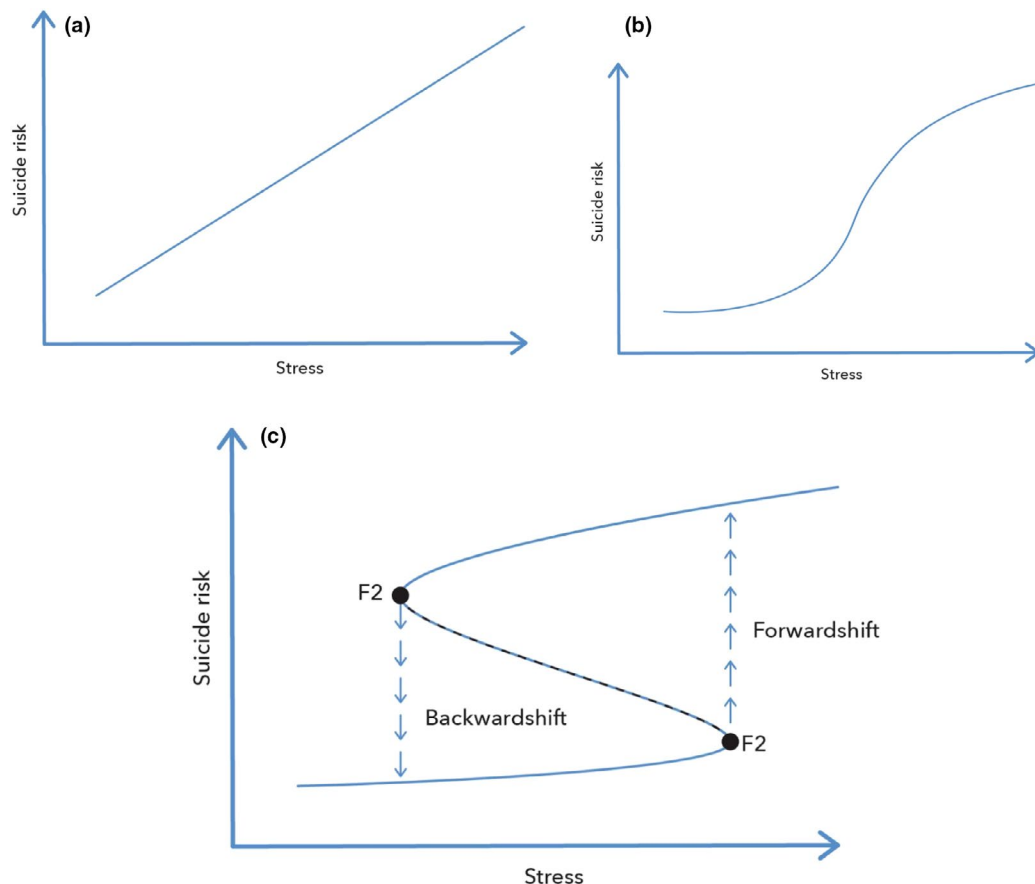 (a)
Suicide risk
Stress
(b)
Suicide risk
Stress
(c)
Suicide risk
F2
Forwardshift
Backwardshift
F2
Stress